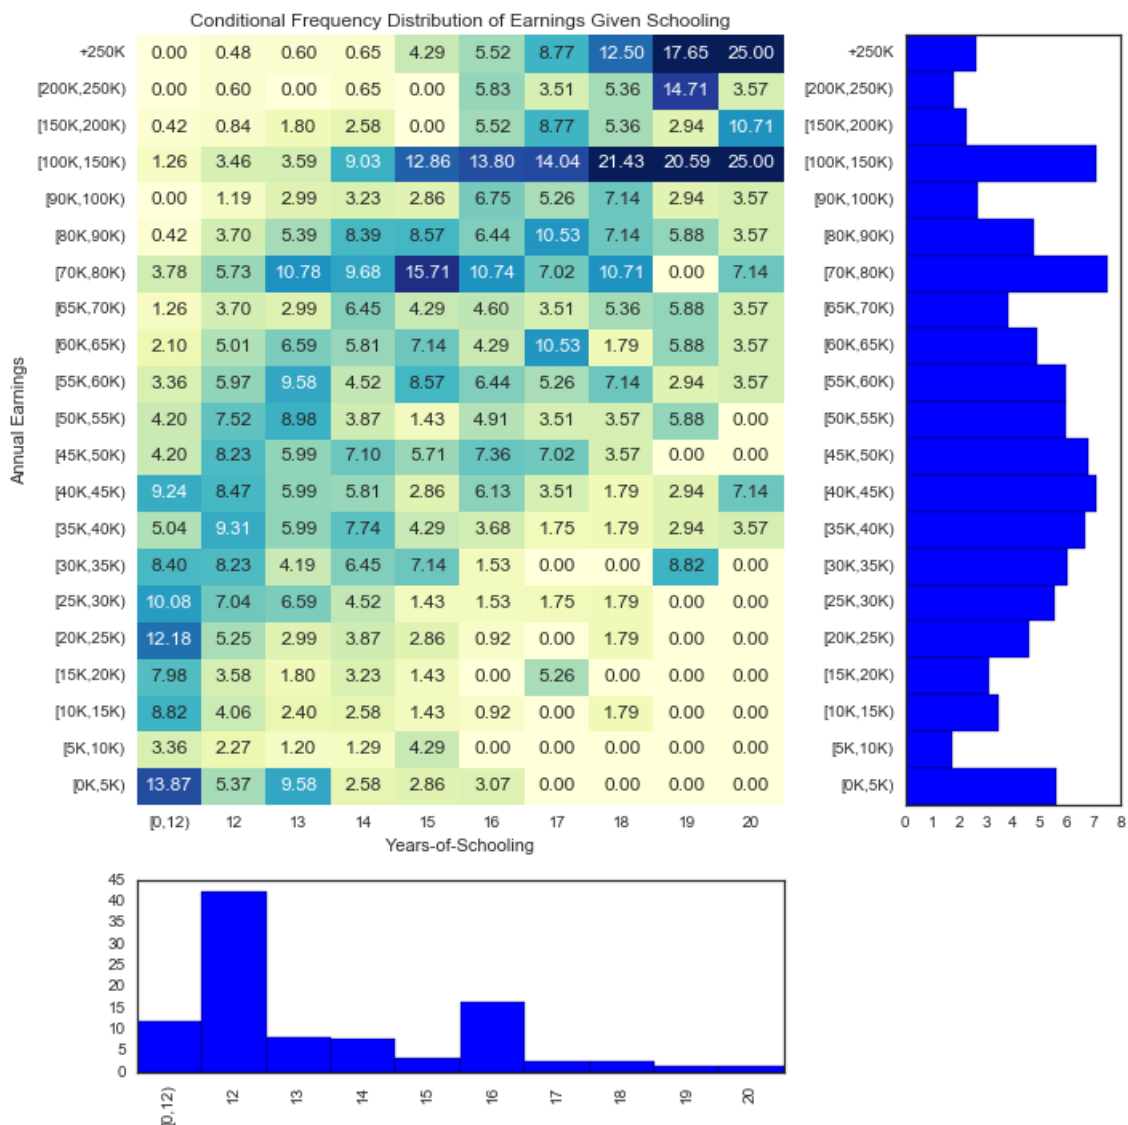 Conditional Frequency Distribution of Earnings Given Schooling
+250K 0.00 0.48 0.60 0.65 4.29 5.52 8.77 12.50 17.65 25.00 +250K
[200K,250K) 0.00 0.60 0.00 0.65 0.00 5.83 3.51 5.36 14.71 3.57 [200K,250K)
[150K,200K) 0.42 0.84 1.80 2.58 0.00 5.52 8.77 5.36 2.94 10.71 [150K,200K)
[100K,150K) 1.26 3.46 3.59 9.03 12.86 13.80 14.04 21.43 20.59 25.00 [100K,150K)
[90K,100K) 0.00 1.19 2.99 3.23 2.86 6.75 5.26 7.14 2.94 3.57 [90K,100K)
[80K,90K) 0.42 3.70 5.39 8.39 8.57 6.44 10.53 7.14 5.88 3.57 [80K,90K)
[70K,80K) 3.78 5.73 10.78 9.68 15.71 10.74 7.02 10.71 0.00 7.14 [70K,80K)
[65K,70K) 1.26 3.70 2.99 6.45 4.29 4.60 3.51 5.36 5.88 3.57 [65K,70K)
[60K,65K) 2.10 5.01 6.59 5.81 7.14 4.29 10.53 1.79 5.88 3.57 [60K,65K)
[55K,60K) 3.36 5.97 9.58 4.52 8.57 6.44 5.26 7.14 2.94 3.57 [55K,60K)
[50K,55K) 4.20 7.52 8.98 3.87 1.43 4.91 3.51 3.57 5.88 0.00 [50K,55K)
[45K,50K) 4.20 8.23 5.99 7.10 5.71 7.36 7.02 3.57 0.00 0.00 [45K,50K)
[40K,45K) 9.24 8.47 5.99 5.81 2.86 6.13 3.51 1.79 2.94 7.14 [40K,45K)
[35K,40K) 5.04 9.31 5.99 7.74 4.29 3.68 1.75 1.79 2.94 3.57 [35K,40K)
[30K,35K) 8.40 8.23 4.19 6.45 7.14 1.53 0.00 0.00 8.82 0.00 [30K,35K)
[25K,30K) 10.08 7.04 6.59 4.52 1.43 1.53 1.75 1.79 0.00 0.00 [25K,30K)
[20K,25K) 12.18 5.25 2.99 3.87 2.86 0.92 0.00 1.79 0.00 0.00 [20K,25K)
[15K,20K) 7.98 3.58 1.80 3.23 1.43 0.00 5.26 0.00 0.00 0.00 [15K,20K)
[10K,15K) 8.82 4.06 2.40 2.58 1.43 0.92 0.00 1.79 0.00 0.00 [10K,15K)
[5K,10K) 3.36 2.27 1.20 1.29 4.29 0.00 0.00 0.00 0.00 0.00 [5K,10K)
[0K,5K) 13.87 5.37 9.58 2.58 2.86 3.07 0.00 0.00 0.00 0.00 [0K,5K)
Annual Earnings
[0,12) 12 13 14 15 16 17 18 19 20 0 1 2 3 4 5 6 7 8
Years-of-Schooling
45
40
35
30
25
20
15
10
5
0
[0,12) 12 13 14 15 16 17 18 19 20